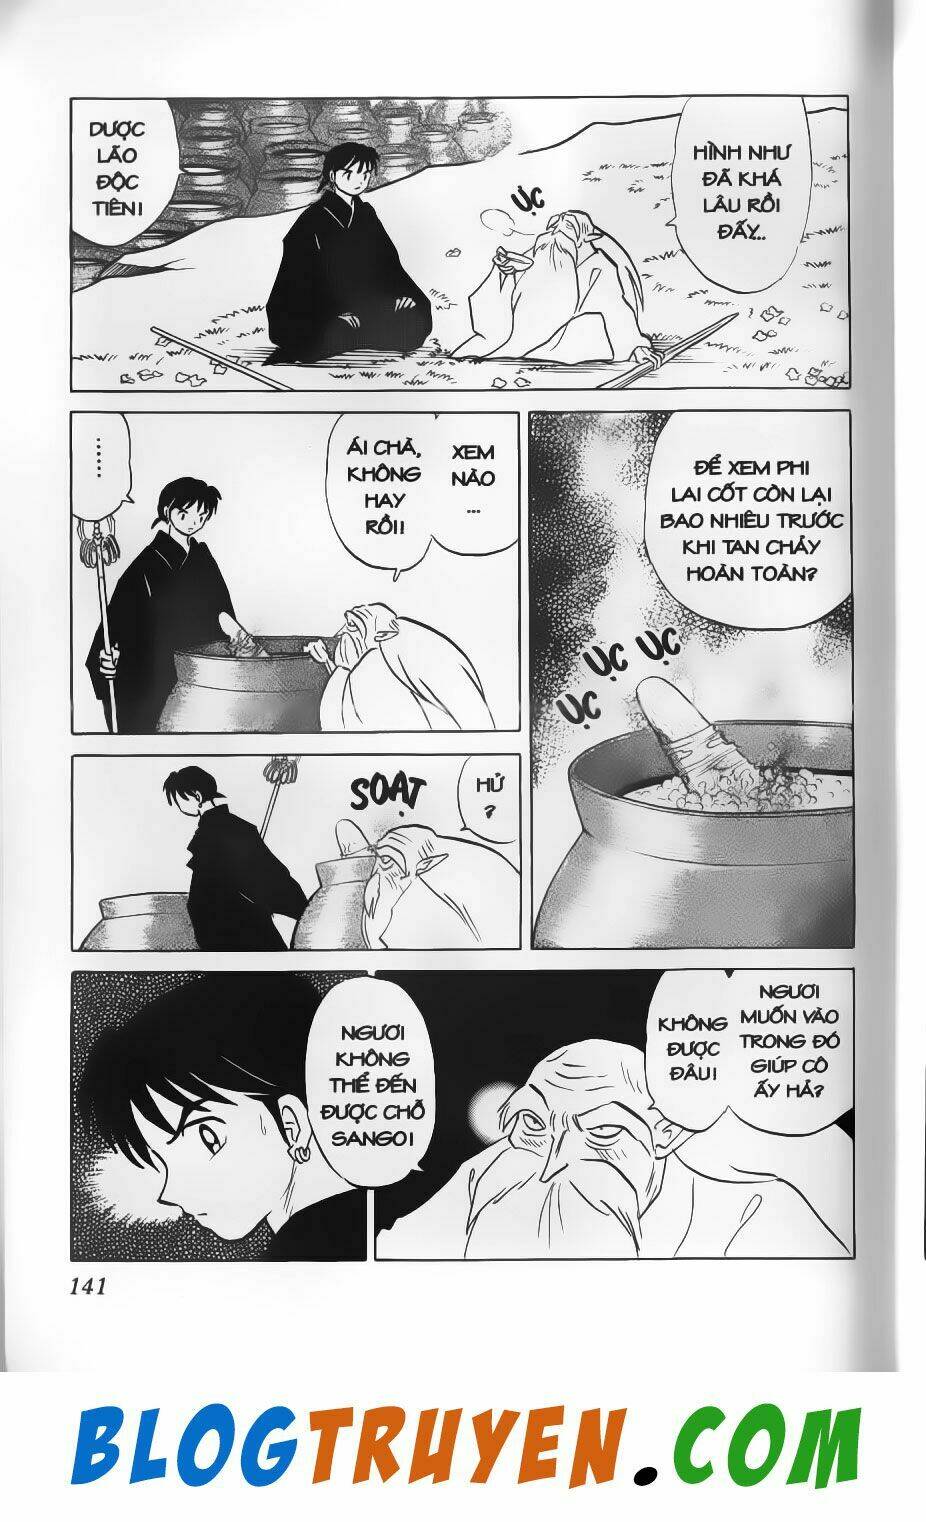 HÌNH NHƯ
ĐÃ KHÁ
LÂU RỒI
ĐẤY...
ỰC
DƯỢC
LÃO
ĐỘC
TIÊN!
ĐỂ XEM PHI
LAI CỐT CÒN LẠI
BAO NHIÊU TRƯỚC
KHI TAN CHẢY
HOÀN TOÀN?
ỤC ỤC
ỤC
XEM
NÀO
...
ÁI CHÀ,
KHÔNG
HAY
RỒI!
......
HỬ
?
SOẠT
NGƯƠI
MUỐN VÀO
TRONG ĐÓ
GIÚP CÔ
ẤY HẢ?
KHÔNG
ĐƯỢC
ĐÂU!
NGƯƠI
KHÔNG
THỂ ĐẾN
ĐƯỢC CHỖ
SANGO!
141
BLOGTRUYEN.COM